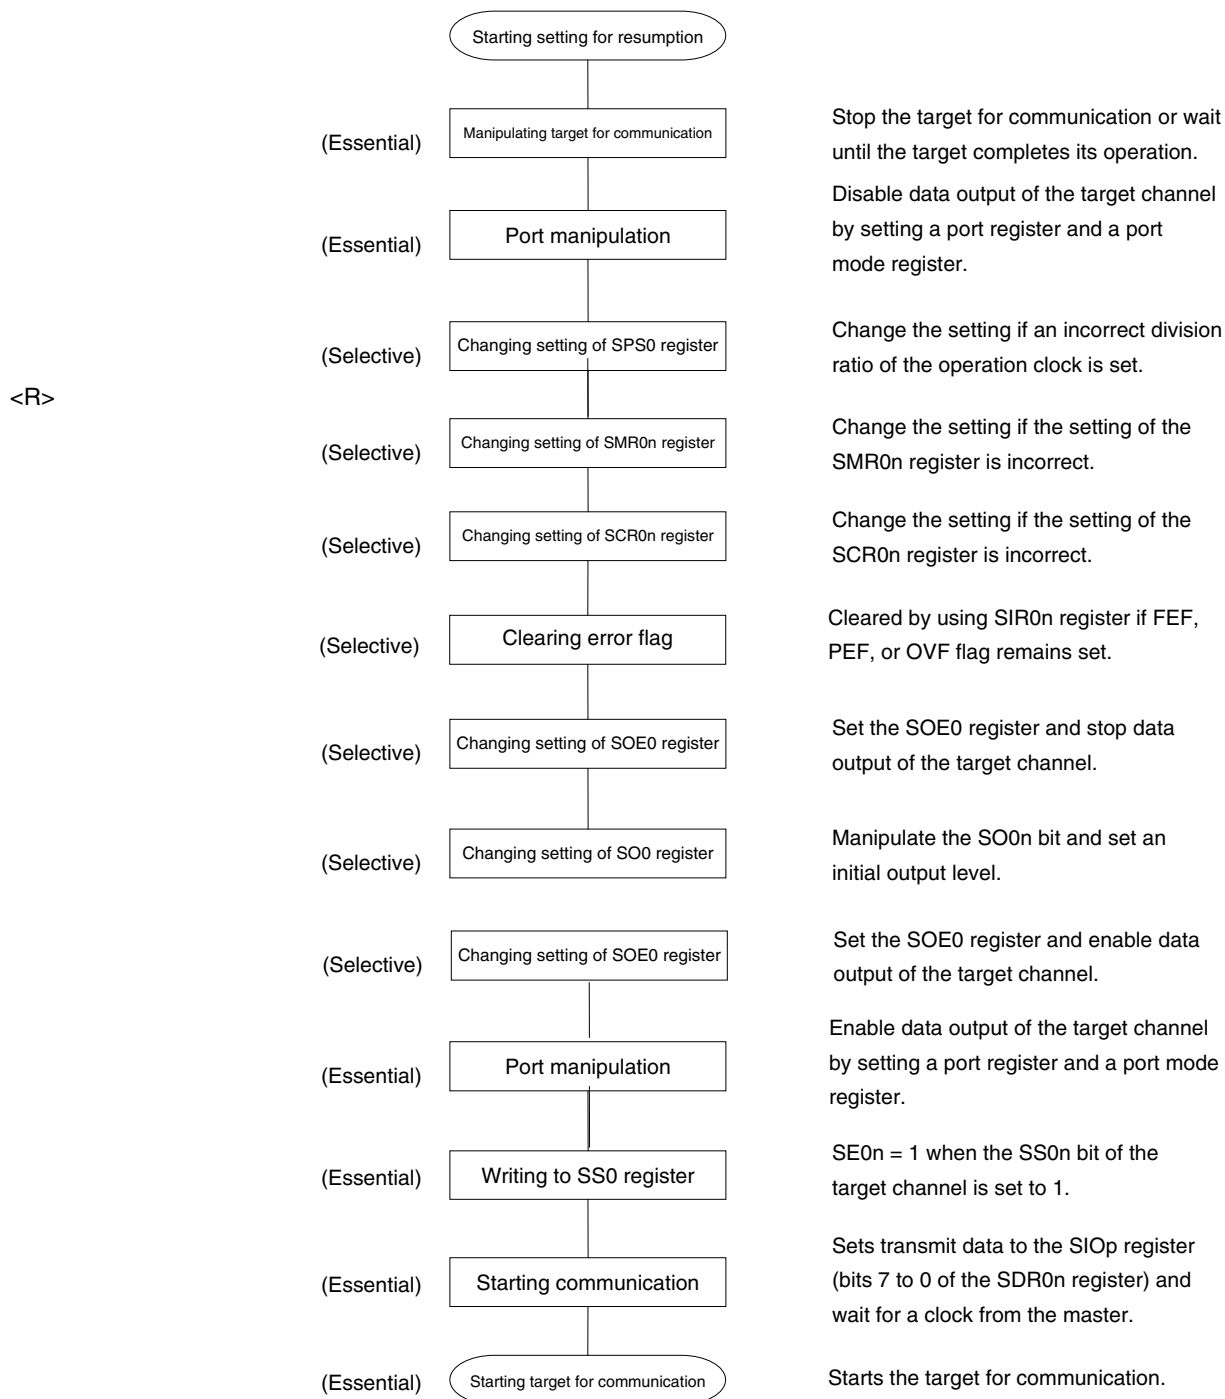 Starting setting for resumption
(Essential)
Manipulating target for communication
Stop the target for communication or wait
until the target completes its operation.
(Essential)
Port manipulation
Disable data output of the target channel
by setting a port register and a port
mode register.
(Selective)
Changing setting of SPS0 register
Change the setting if an incorrect division
ratio of the operation clock is set.
<R>
(Selective)
Changing setting of SMR0n register
Change the setting if the setting of the
SMR0n register is incorrect.
(Selective)
Changing setting of SCR0n register
Change the setting if the setting of the
SCR0n register is incorrect.
(Selective)
Clearing error flag
Cleared by using SIR0n register if FEF,
PEF, or OVF flag remains set.
(Selective)
Changing setting of SOE0 register
Set the SOE0 register and stop data
output of the target channel.
(Selective)
Changing setting of SO0 register
Manipulate the SO0n bit and set an
initial output level.
(Selective)
Changing setting of SOE0 register
Set the SOE0 register and enable data
output of the target channel.
(Essential)
Port manipulation
Enable data output of the target channel
by setting a port register and a port mode
register.
(Essential)
Writing to SS0 register
SE0n = 1 when the SS0n bit of the
target channel is set to 1.
(Essential)
Starting communication
Sets transmit data to the SIOp register
(bits 7 to 0 of the SDR0n register) and
wait for a clock from the master.
(Essential)
Starting target for communication
Starts the target for communication.